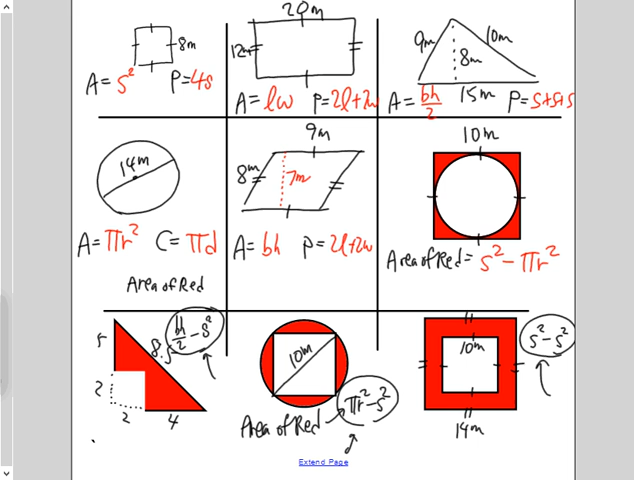 8m
A = s² P = 4s
20m
12m
A = lw P = 2l + 2w
9m 10m
8m
15m
A = bh/2 P = s+s+s
14m
A = πr² C = πd
9m
8m 7m
A = bh P = 2l+2w
10m
Area of Red = s² - πr²
Area of Red
5
8.5
2
2 4
bh/2 - s²
10m
Area of Red πr² - s²
10m
14m
s² - s²
Extend Page